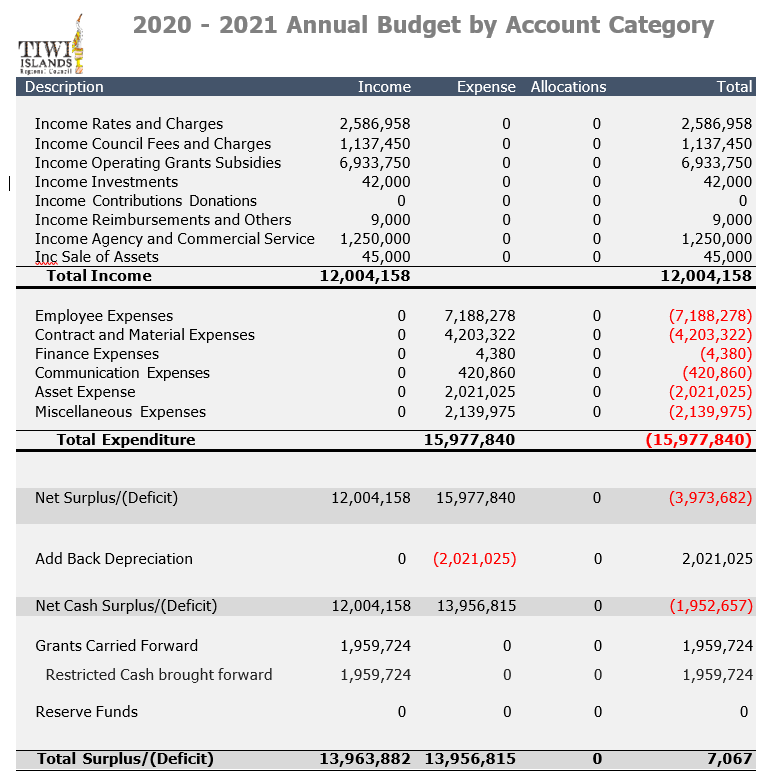 2020 - 2021 Annual Budget by Account Category
TIWI
ISLANDS
Regional Council
Description Income Expense Allocations Total
Income Rates and Charges 2,586,958 0 0 2,586,958
Income Council Fees and Charges 1,137,450 0 0 1,137,450
Income Operating Grants Subsidies 6,933,750 0 0 6,933,750
Income Investments 42,000 0 0 42,000
Income Contributions Donations 0 0 0 0
Income Reimbursements and Others 9,000 0 0 9,000
Income Agency and Commercial Service 1,250,000 0 0 1,250,000
Inc Sale of Assets 45,000 0 0 45,000
Total Income 12,004,158 12,004,158
Employee Expenses 0 7,188,278 0 (7,188,278)
Contract and Material Expenses 0 4,203,322 0 (4,203,322)
Finance Expenses 0 4,380 0 (4,380)
Communication Expenses 0 420,860 0 (420,860)
Asset Expense 0 2,021,025 0 (2,021,025)
Miscellaneous Expenses 0 2,139,975 0 (2,139,975)
Total Expenditure 15,977,840 (15,977,840)
Net Surplus/(Deficit) 12,004,158 15,977,840 0 (3,973,682)
Add Back Depreciation 0 (2,021,025) 0 2,021,025
Net Cash Surplus/(Deficit) 12,004,158 13,956,815 0 (1,952,657)
Grants Carried Forward 1,959,724 0 0 1,959,724
Restricted Cash brought forward 1,959,724 0 0 1,959,724
Reserve Funds 0 0 0 0
Total Surplus/(Deficit) 13,963,882 13,956,815 0 7,067